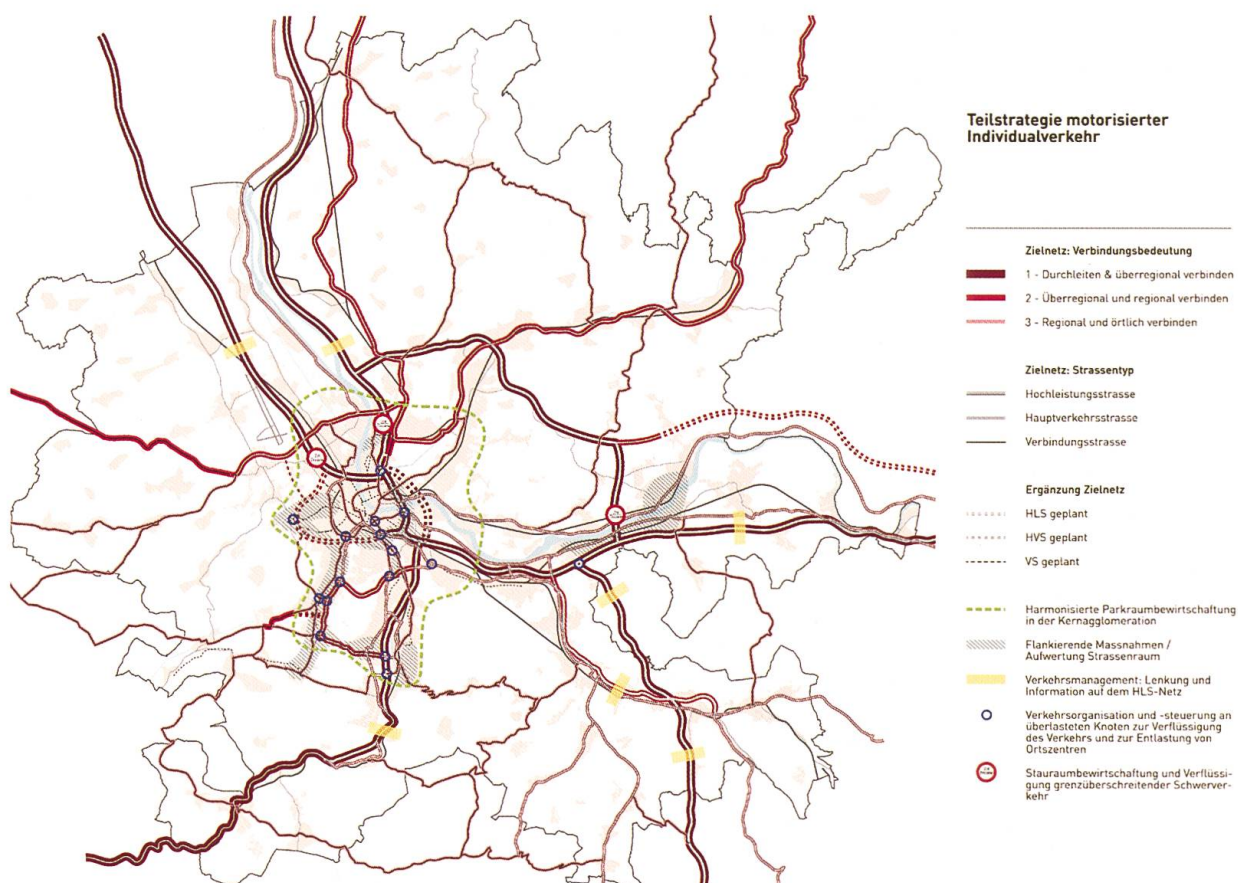 Teilstrategie motorisierter
Individualverkehr
Zielnetz: Verbindungsbedeutung
1 - Durchleiten & überregional verbinden
2 - Überregional und regional verbinden
3 - Regional und örtlich verbinden
Zielnetz: Strassentyp
Hochleistungsstrasse
Hauptverkehrsstrasse
Verbindungsstrasse
Ergänzung Zielnetz
HLS geplant
HVS geplant
VS geplant
Harmonisierte Parkraumbewirtschaftung
in der Kernagglomeration
Flankierende Massnahmen /
Aufwertung Strassenraum
Verkehrsmanagement: Lenkung und
Information auf dem HLS-Netz
Verkehrsorganisation und -steuerung an
überlasteten Knoten zur Verflüssigung
des Verkehrs und zur Entlastung von
Ortszentren
Stauraumbewirtschaftung und Verflüssi-
gung grenzüberschreitender Schwerver-
kehr